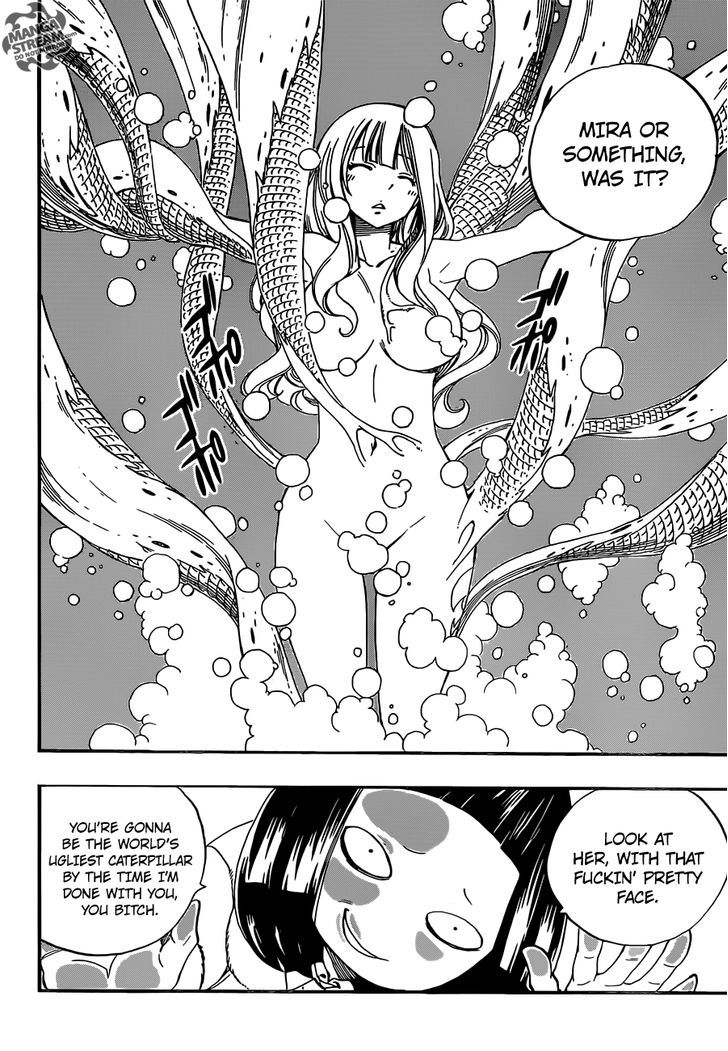 MANGA
STREAM
MIRA OR
SOMETHING,
WAS IT?
LOOK AT
HER, WITH THAT
FUCKIN' PRETTY
FACE.
YOU'RE GONNA
BE THE WORLD'S
UGLIEST CATERPILLAR
BY THE TIME I'M
DONE WITH YOU,
YOU BITCH.